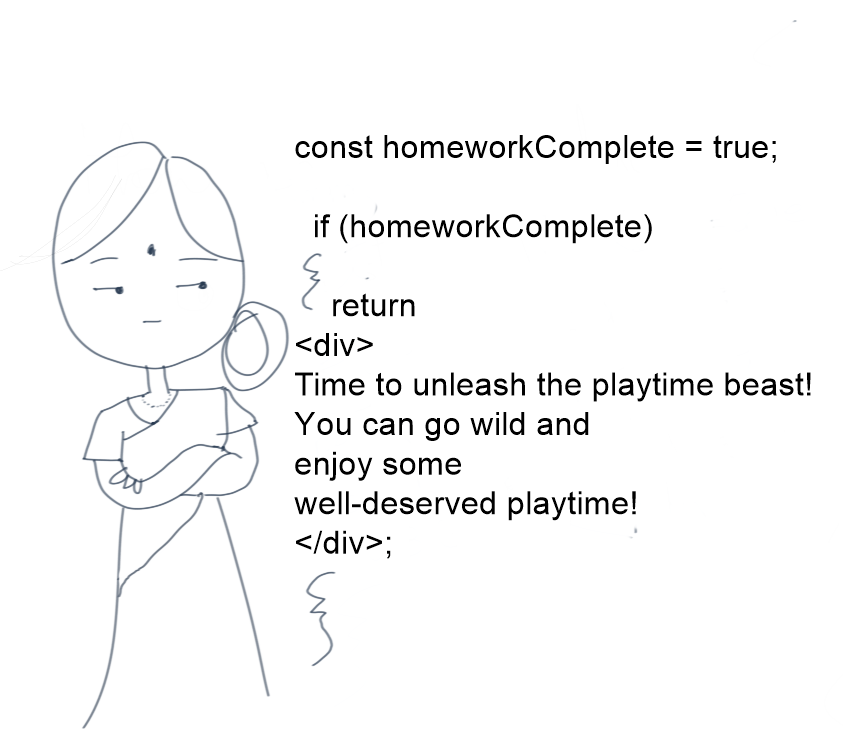 const homeworkComplete = true;
if (homeworkComplete)
{ return
<div>
Time to unleash the playtime beast!
You can go wild and
enjoy some
well-deserved playtime!
</div>;
}